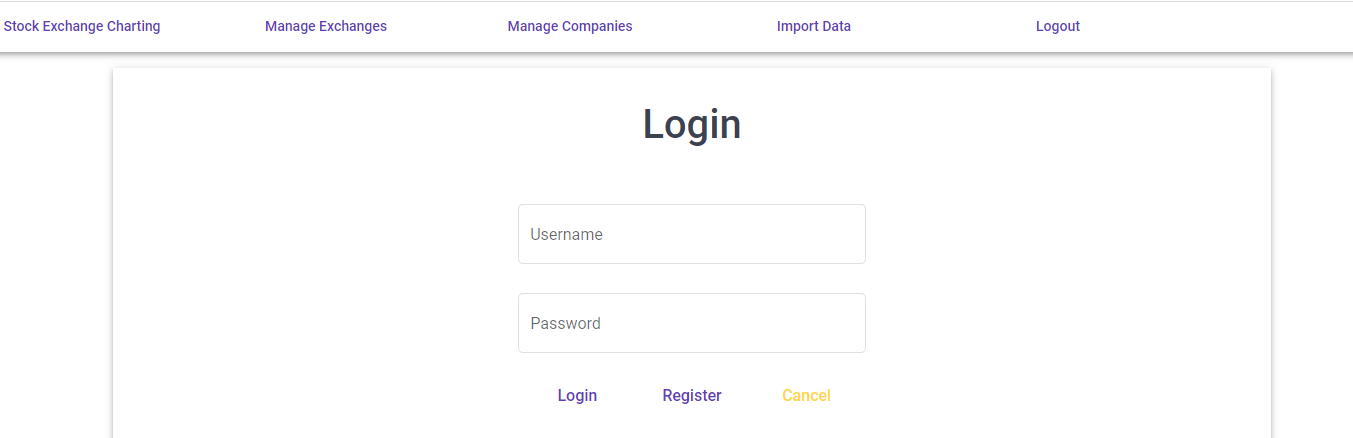 Stock Exchange Charting Manage Exchanges Manage Companies Import Data Logout
Login
Username
Password
Login Register Cancel